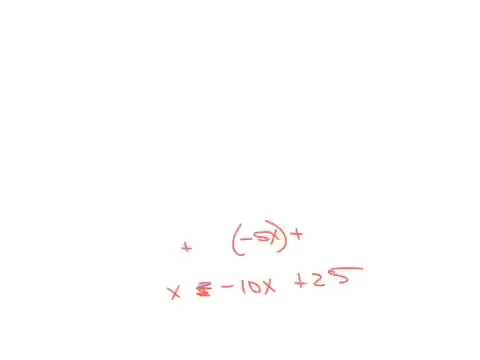 + (-5x) +
x - 10x + 25